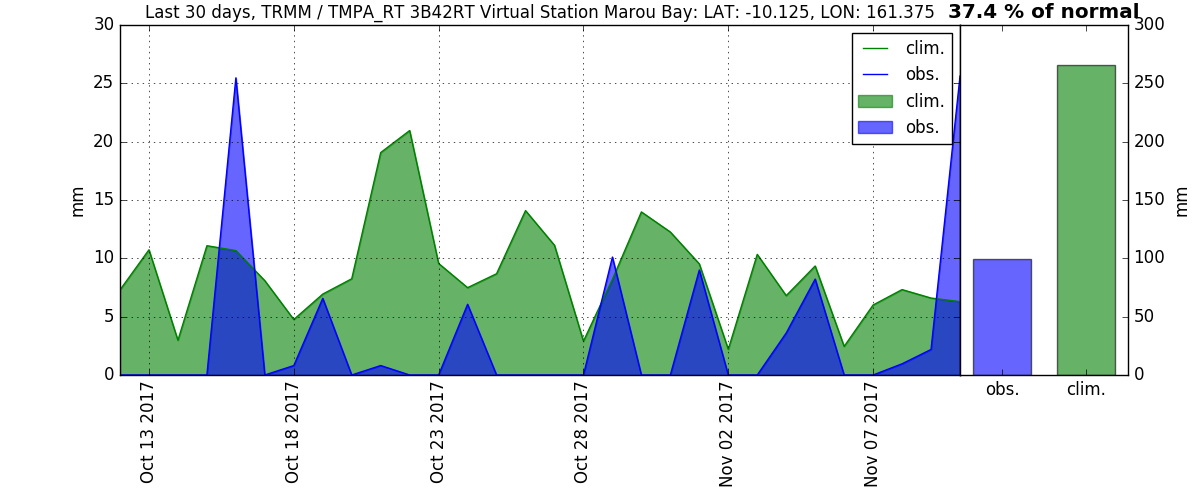 Last 30 days, TRMM / TMPA_RT 3B42RT Virtual Station Marou Bay: LAT: -10.125, LON: 161.375 37.4 % of normal
30
25
20
15
10
5
0
mm
clim.
obs.
clim.
obs.
300
250
200
150
100
50
0
mm
Oct 13 2017
Oct 18 2017
Oct 23 2017
Oct 28 2017
Nov 02 2017
Nov 07 2017
obs.
clim.